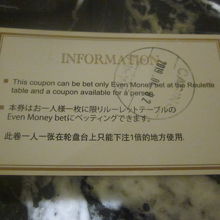 INFORMATION
■ This coupon can be bet only Even Money bet at the Roulette
table and a coupon available for a person.
■ 本券はお一人様一枚に限りルーレットテーブルの
Even Money betにベッティングできます。
此卷一人一张在轮盘台上只能下注1倍的地方使用.